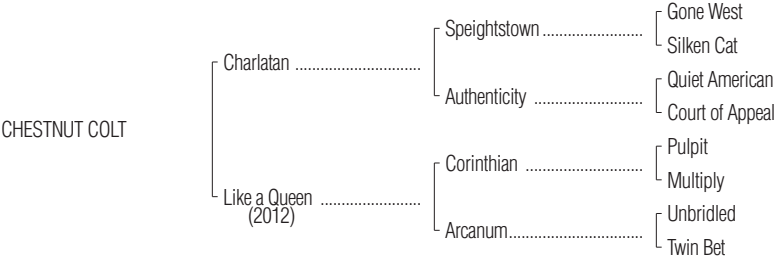 Gone West
Speightstown ........................
Silken Cat
Charlatan ..............................
Quiet American
Authenticity ..........................
Court of Appeal
CHESTNUT COLT
Pulpit
Corinthian ............................
Multiply
Like a Queen ........................
(2012)
Unbridled
Arcanum................................
Twin Bet